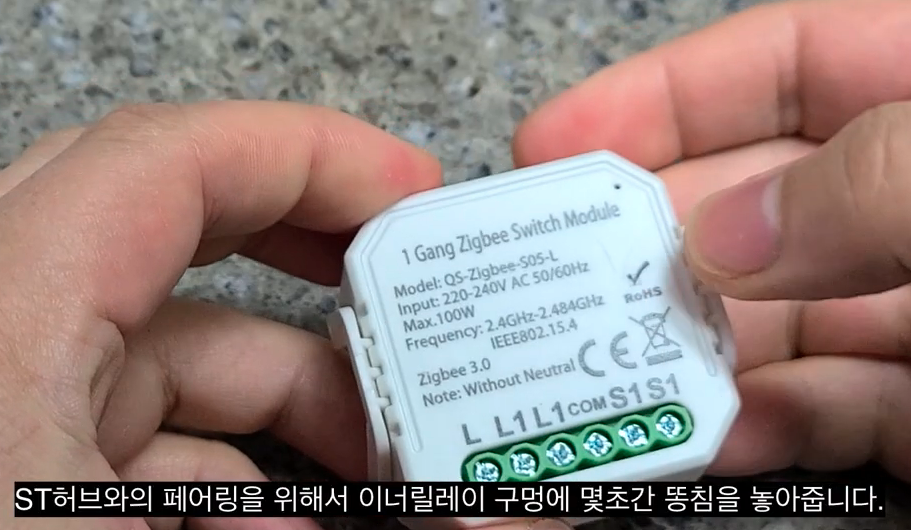 1 Gang Zigbee Switch Module
Model: QS-Zigbee-S05-L
Input: 220-240V AC 50/60Hz
Max.100W
Frequency: 2.4GHz-2.484GHz
IEEE802.15.4
RoHS
Zigbee 3.0
Note: Without Neutral
CE
L L1 L1 COM S1 S1
ST허브와의 페어링을 위해서 이너릴레이 구멍에 몇초간 똥침을 놓아줍니다.